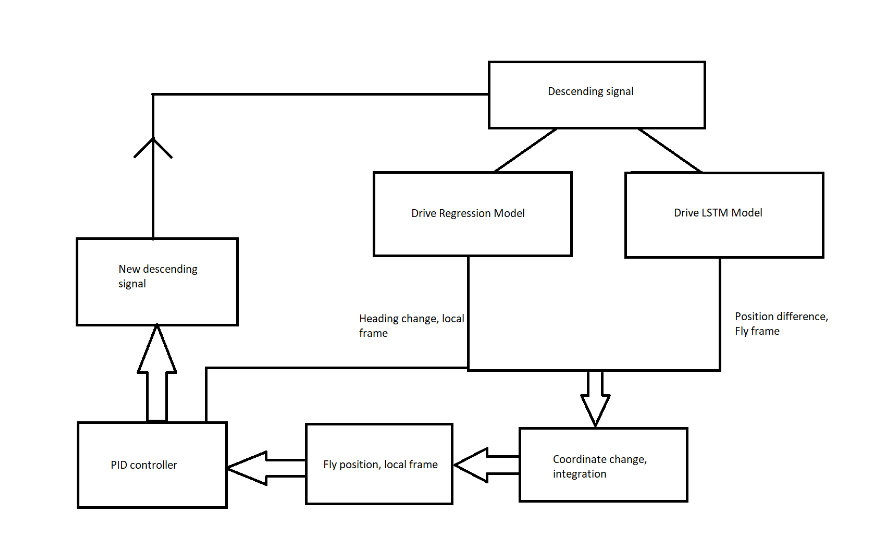 Descending signal
Drive Regression Model
Drive LSTM Model
New descending
signal
Heading change, local
frame
Position difference,
Fly frame
PID controller
Fly position, local frame
Coordinate change,
integration